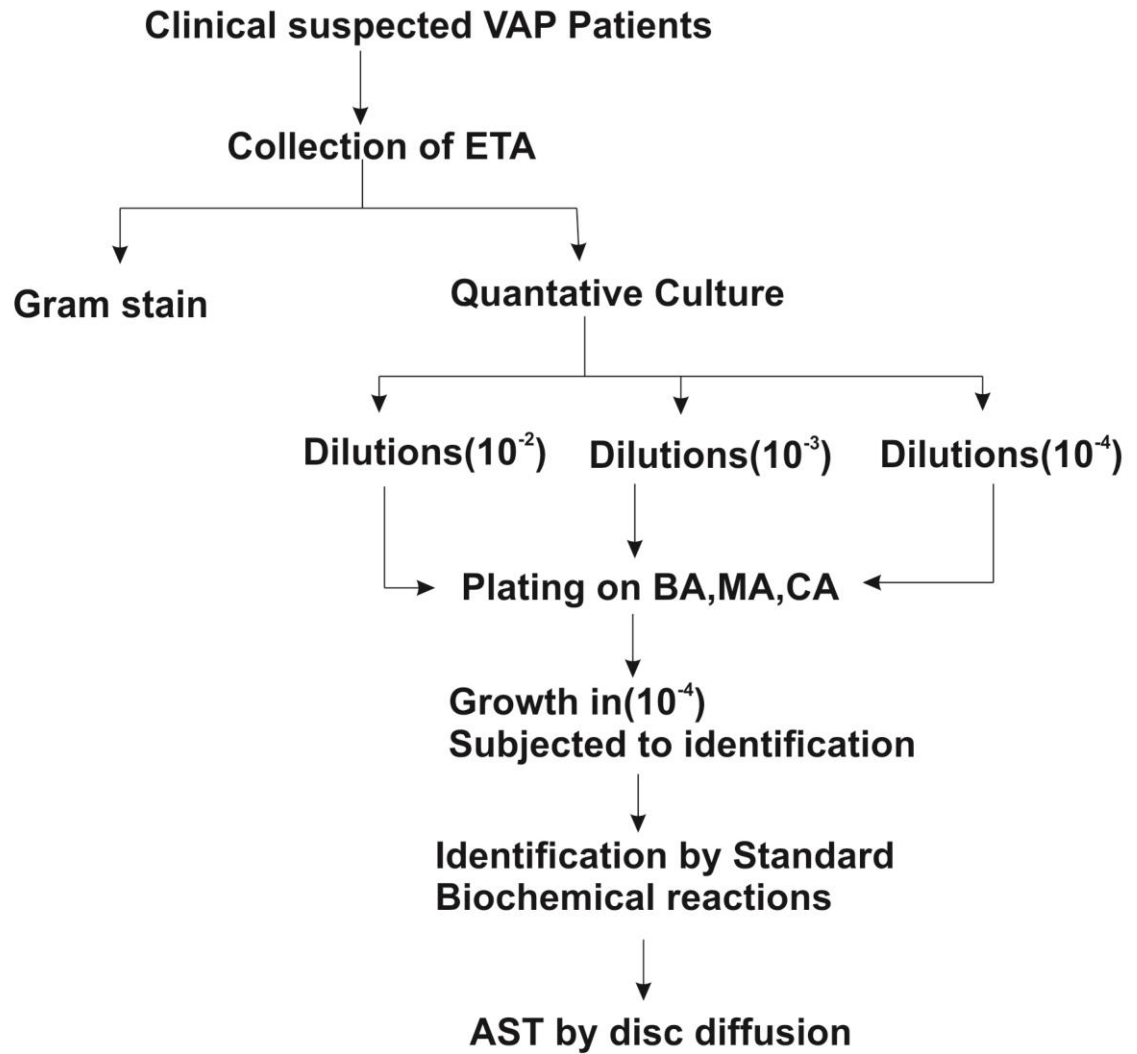 Clinical suspected VAP Patients
Collection of ETA
Gram stain
Quantative Culture
Dilutions(10⁻²)
Dilutions(10⁻³)
Dilutions(10⁻⁴)
Plating on BA,MA,CA
Growth in(10⁻⁴)
Subjected to identification
Identification by Standard
Biochemical reactions
AST by disc diffusion